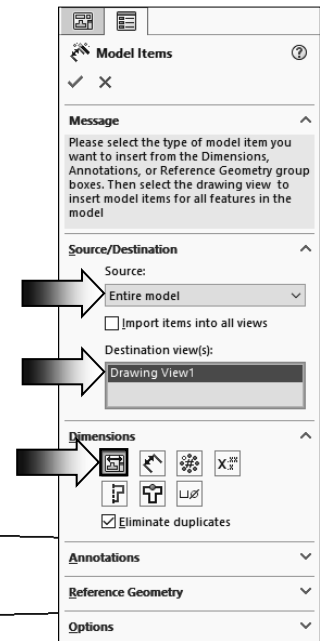 Model Items
Message
Please select the type of model item you
want to insert from the Dimensions,
Annotations, or Reference Geometry group
boxes. Then select the drawing view to
insert model items for all features in the
model
Source/Destination
Source:
Entire model
Import items into all views
Destination view(s):
Drawing View1
Dimensions
X.XX
X.X
Eliminate duplicates
Annotations
Reference Geometry
Options